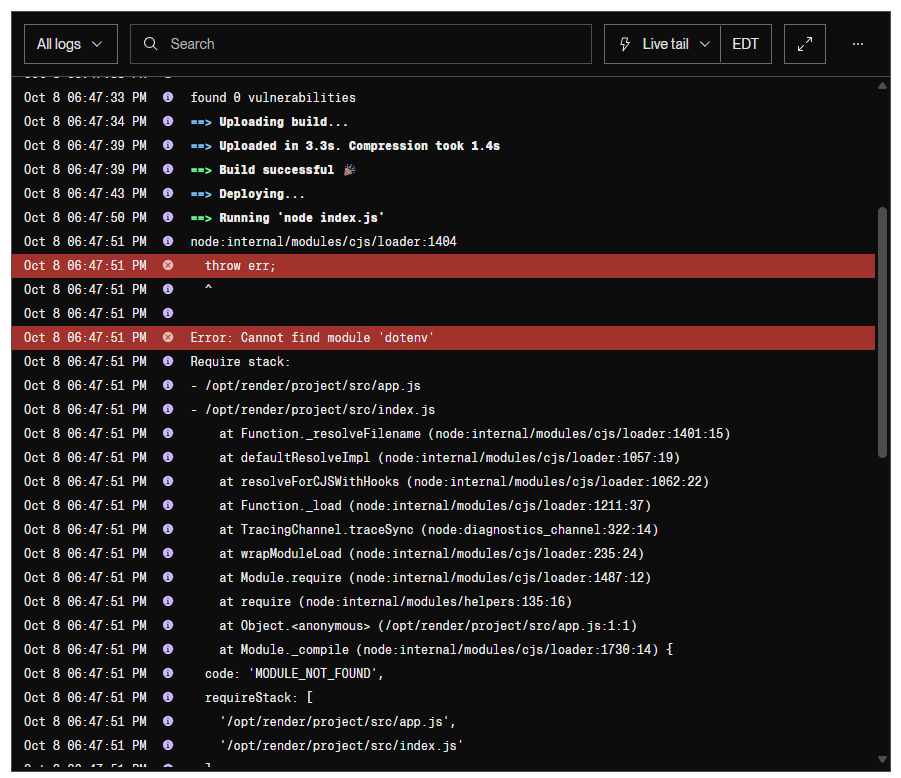 All logs Search Live tail EDT ...
Oct 8 06:47:33 PM found 0 vulnerabilities
Oct 8 06:47:34 PM ==> Uploading build...
Oct 8 06:47:39 PM ==> Uploaded in 3.3s. Compression took 1.4s
Oct 8 06:47:39 PM ==> Build successful 🎉
Oct 8 06:47:43 PM ==> Deploying...
Oct 8 06:47:50 PM ==> Running 'node index.js'
Oct 8 06:47:51 PM node:internal/modules/cjs/loader:1404
Oct 8 06:47:51 PM throw err;
Oct 8 06:47:51 PM ^
Oct 8 06:47:51 PM
Oct 8 06:47:51 PM Error: Cannot find module 'dotenv'
Oct 8 06:47:51 PM Require stack:
Oct 8 06:47:51 PM - /opt/render/project/src/app.js
Oct 8 06:47:51 PM - /opt/render/project/src/index.js
Oct 8 06:47:51 PM at Function._resolveFilename (node:internal/modules/cjs/loader:1401:15)
Oct 8 06:47:51 PM at defaultResolveImpl (node:internal/modules/cjs/loader:1057:19)
Oct 8 06:47:51 PM at resolveForCJSWithHooks (node:internal/modules/cjs/loader:1062:22)
Oct 8 06:47:51 PM at Function._load (node:internal/modules/cjs/loader:1211:37)
Oct 8 06:47:51 PM at TracingChannel.traceSync (node:diagnostics_channel:322:14)
Oct 8 06:47:51 PM at wrapModuleLoad (node:internal/modules/cjs/loader:235:24)
Oct 8 06:47:51 PM at Module.require (node:internal/modules/cjs/loader:1487:12)
Oct 8 06:47:51 PM at require (node:internal/modules/helpers:135:16)
Oct 8 06:47:51 PM at Object.<anonymous> (/opt/render/project/src/app.js:1:1)
Oct 8 06:47:51 PM at Module._compile (node:internal/modules/cjs/loader:1730:14) {
Oct 8 06:47:51 PM code: 'MODULE_NOT_FOUND',
Oct 8 06:47:51 PM requireStack: [
Oct 8 06:47:51 PM '/opt/render/project/src/app.js',
Oct 8 06:47:51 PM '/opt/render/project/src/index.js'